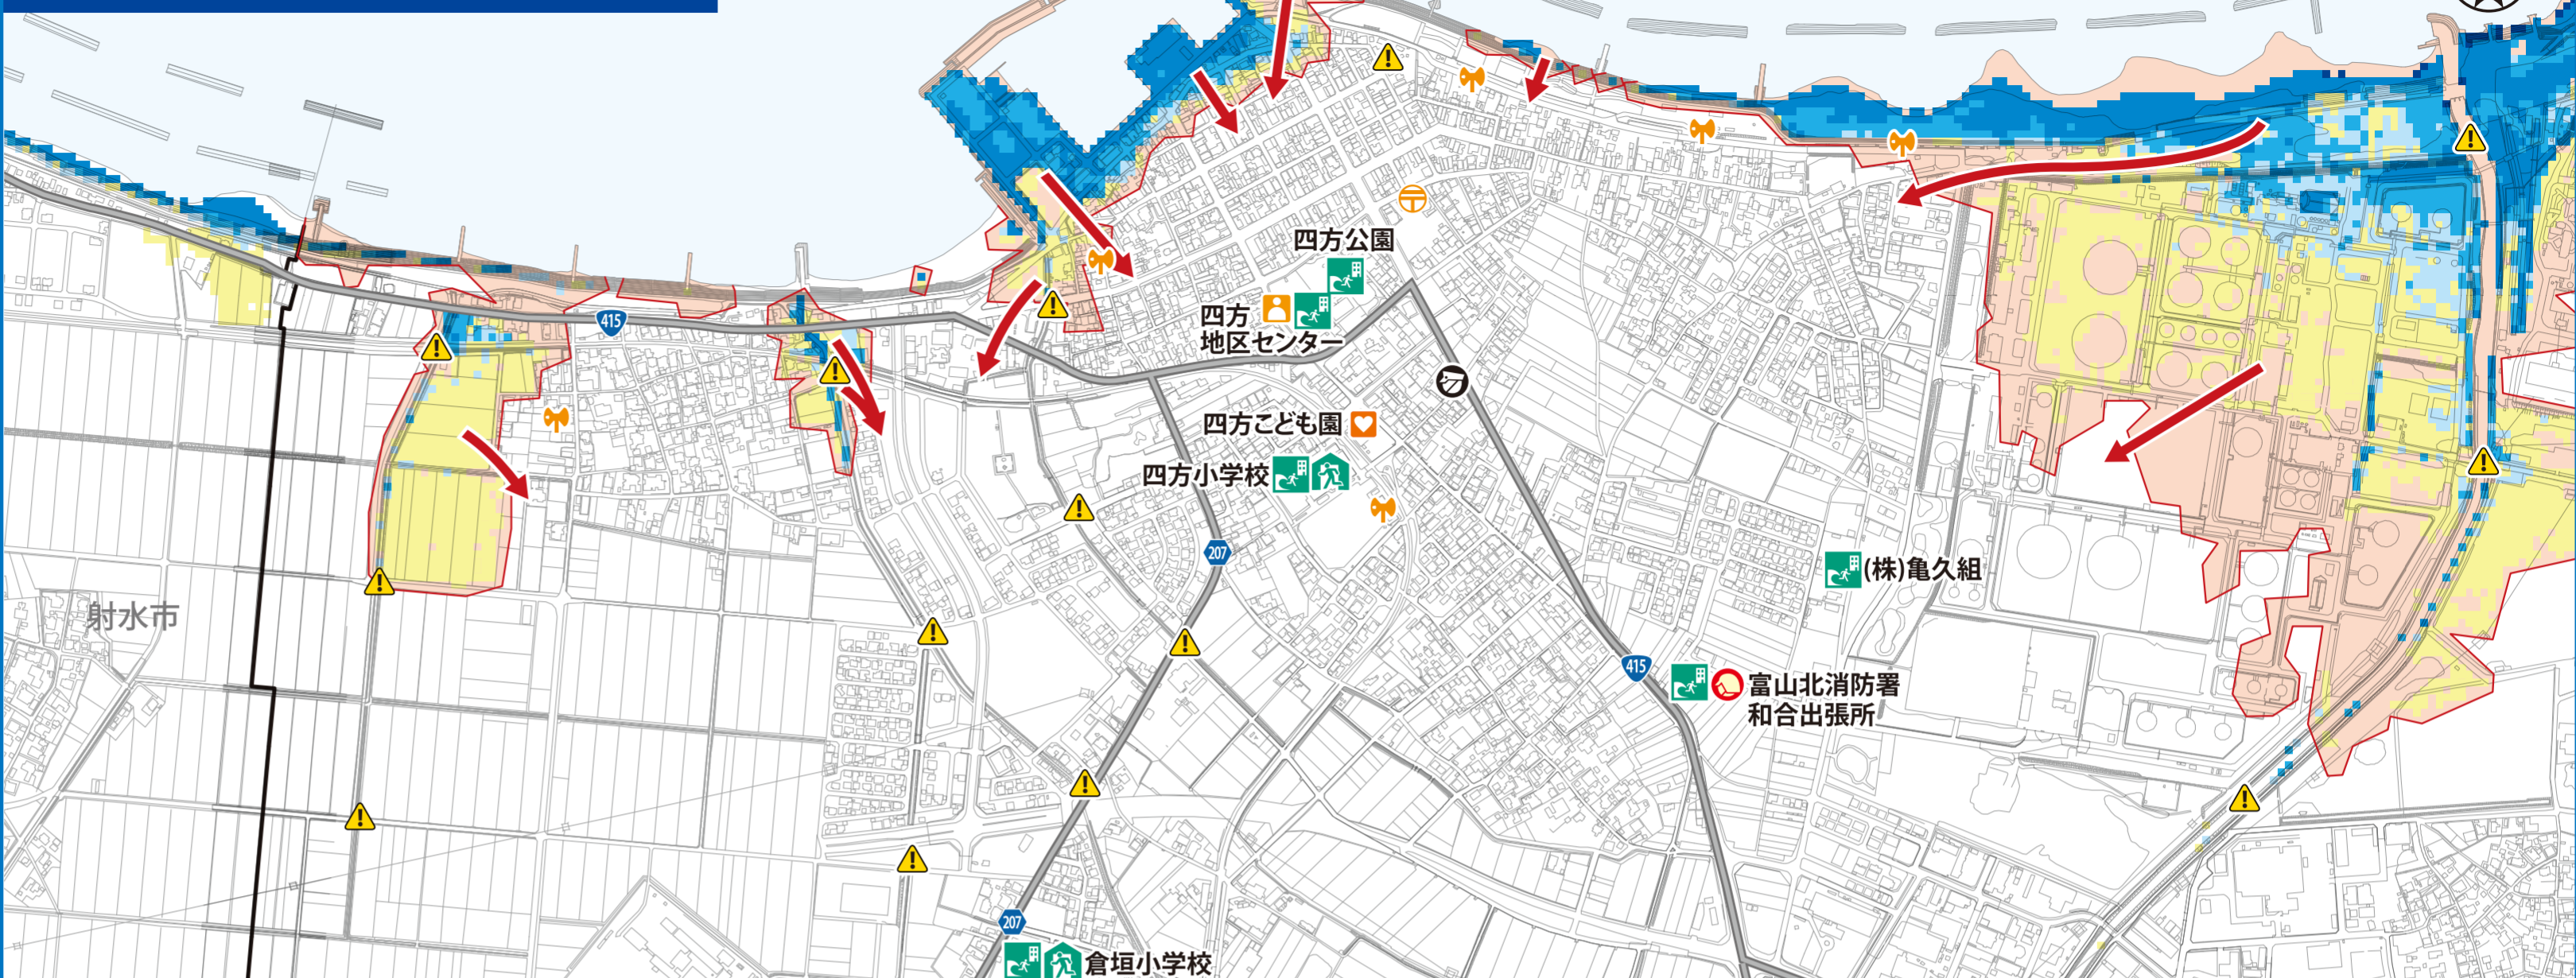 四方公園
四方
地区センター
415
四方こども園
四方小学校
207
(株)亀久組
射水市
415
富山北消防署
和合出張所
207
倉垣小学校